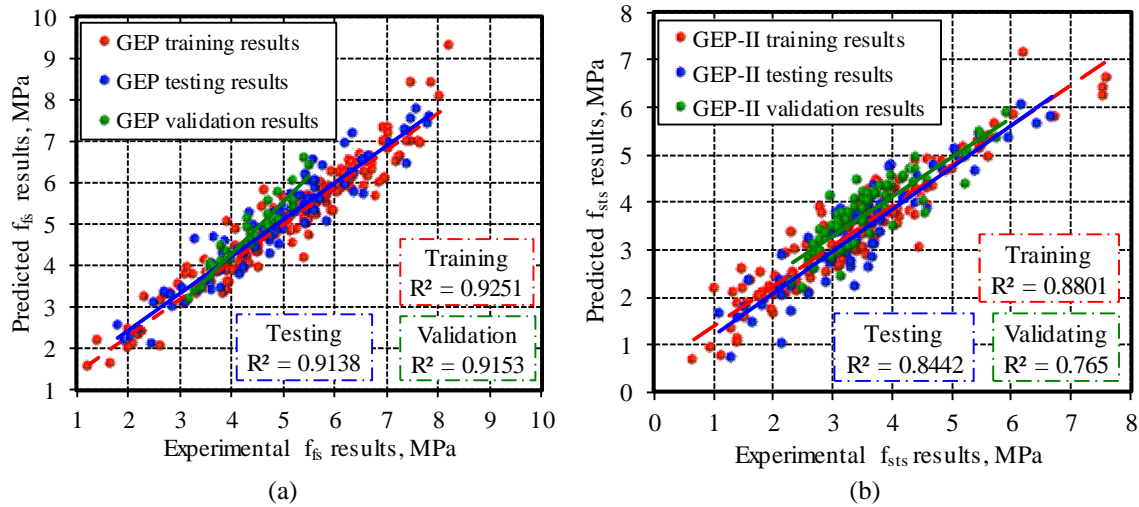 10
9
8
7
6
5
4
3
2
1
Predicted f_fs results, MPa
GEP training results
GEP testing results
GEP validation results
Training
R² = 0.9251
Testing
R² = 0.9138
Validation
R² = 0.9153
1 2 3 4 5 6 7 8 9 10
Experimental f_fs results, MPa
(a)
8
7
6
5
4
3
2
1
0
Predicted f_sts results, MPa
GEP-II training results
GEP-II testing results
GEP-II validation results
Training
R² = 0.8801
Testing
R² = 0.8442
Validating
R² = 0.765
0 1 2 3 4 5 6 7 8
Experimental f_sts results, MPa
(b)